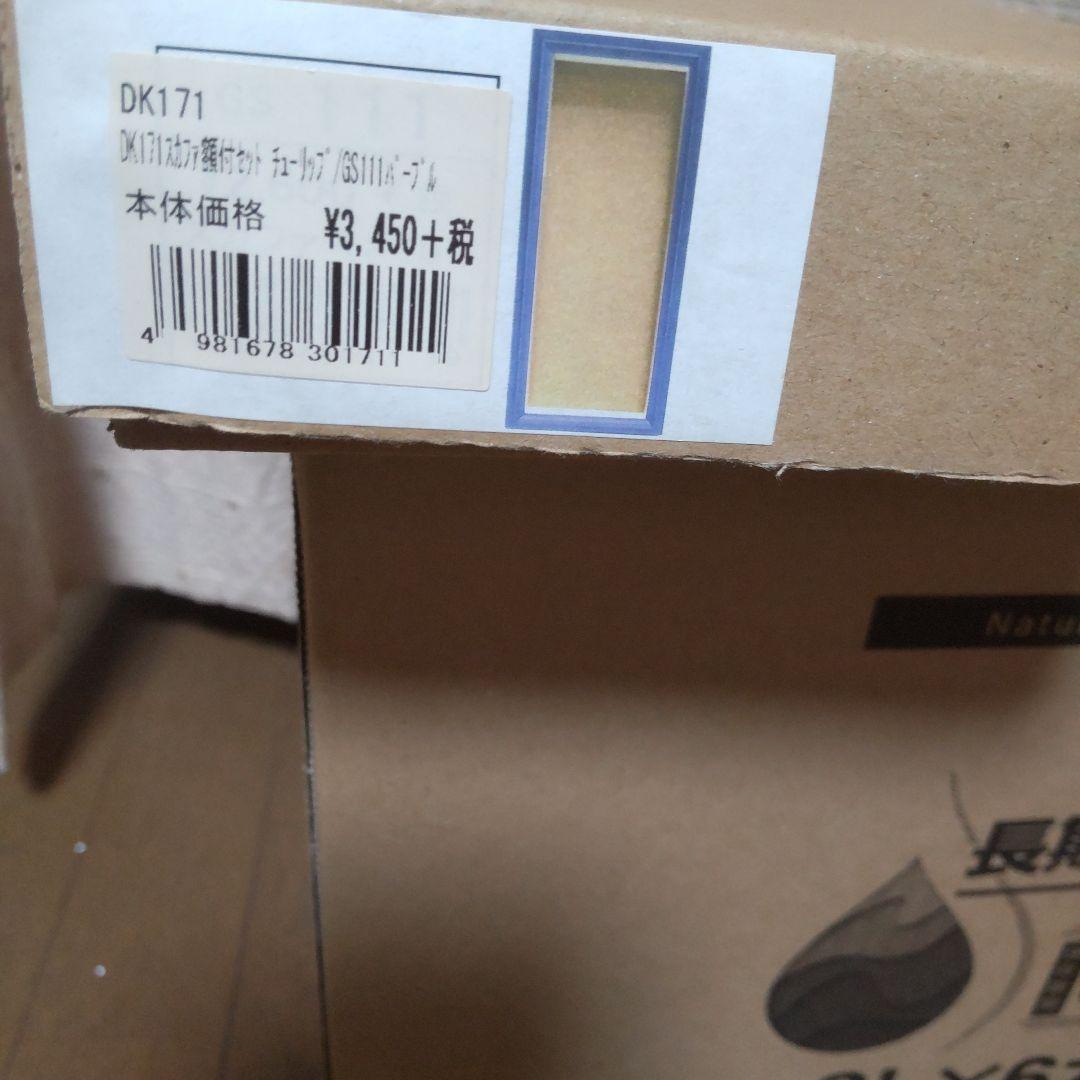 DK171
DK171ｽｶﾌｧ額付ｾｯﾄ ﾁｭｰﾘｯﾌﾟ/GS111ﾊﾟｰﾌﾟﾙ
本体価格
¥3,450+税
4 981678 301711
Natu
長期